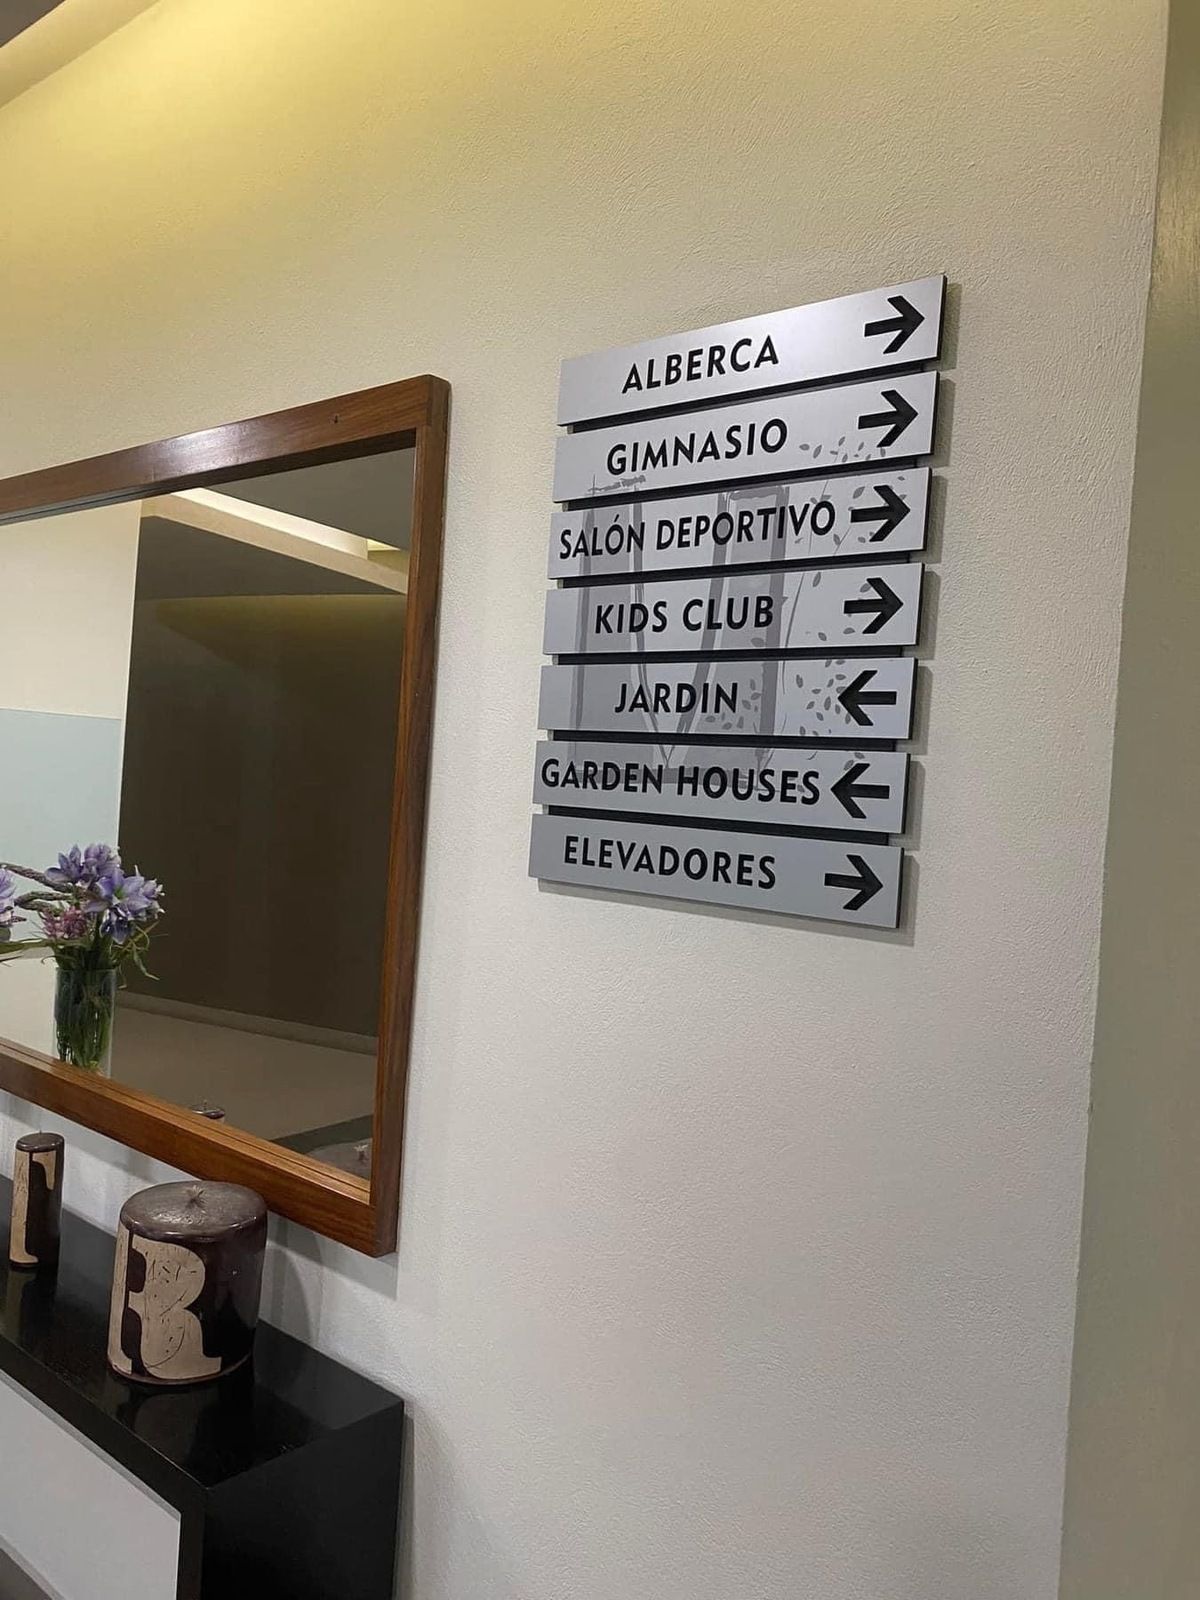 ALBERCA →
GIMNASIO →
SALÓN DEPORTIVO →
KIDS CLUB →
JARDIN ←
GARDEN HOUSES ←
ELEVADORES →